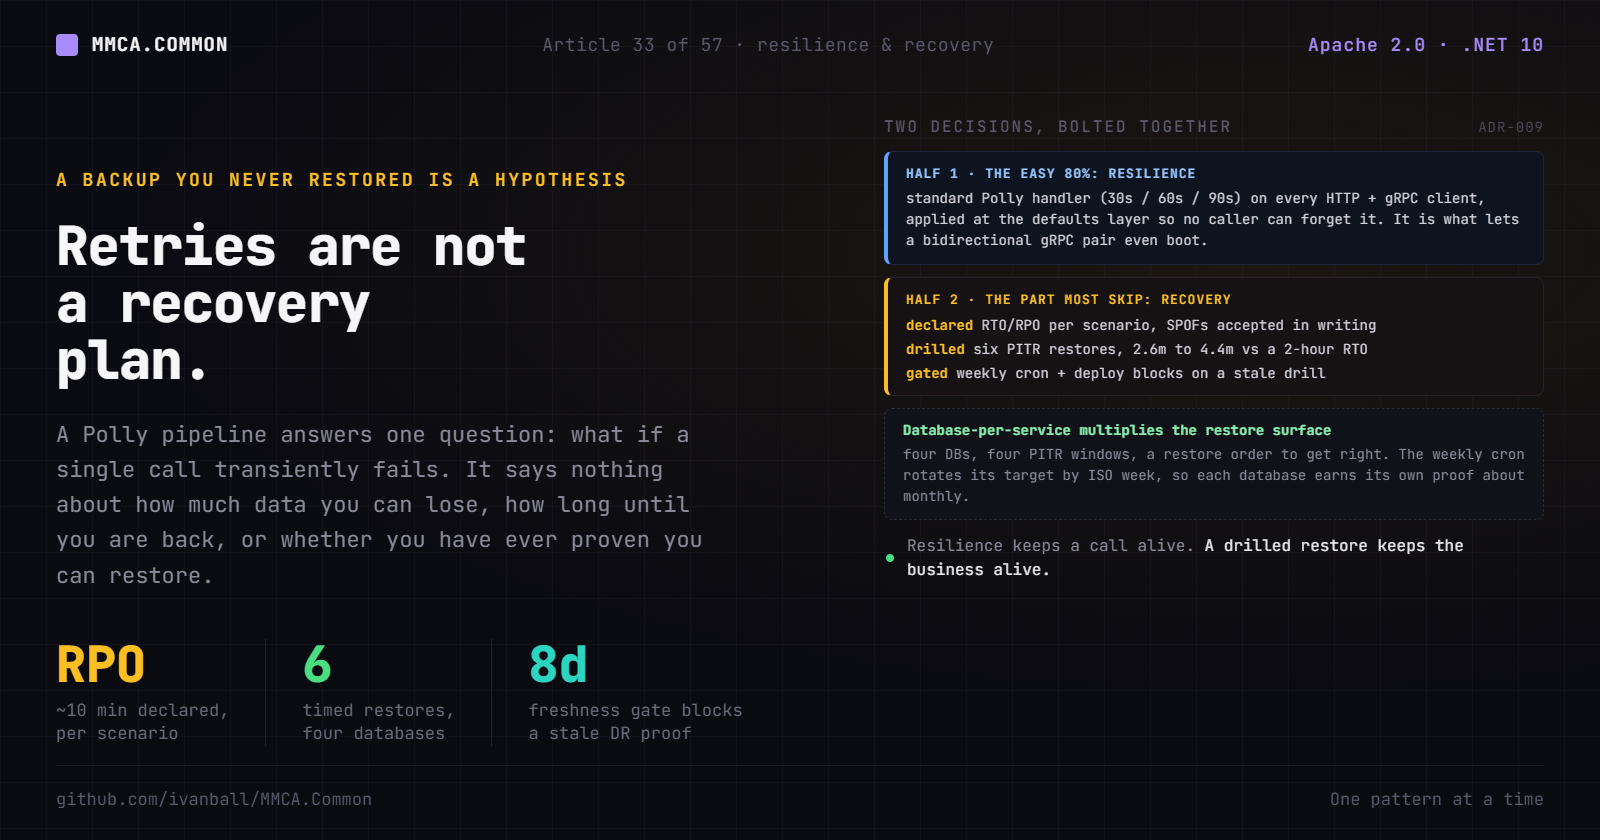 MMCA.COMMON
Article 33 of 57 · resilience & recovery
Apache 2.0 · .NET 10
A BACKUP YOU NEVER RESTORED IS A HYPOTHESIS
Retries are not
a recovery
plan.
A Polly pipeline answers one question: what if a
single call transiently fails. It says nothing
about how much data you can lose, how long until
you are back, or whether you have ever proven you
can restore.
RPO
~10 min declared,
per scenario
6
timed restores,
four databases
8d
freshness gate blocks
a stale DR proof
TWO DECISIONS, BOLTED TOGETHER
ADR-009
HALF 1 · THE EASY 80%: RESILIENCE
standard Polly handler (30s / 60s / 90s) on every HTTP + gRPC client,
applied at the defaults layer so no caller can forget it. It is what lets
a bidirectional gRPC pair even boot.
HALF 2 · THE PART MOST SKIP: RECOVERY
declared RTO/RPO per scenario, SPOFs accepted in writing
drilled six PITR restores, 2.6m to 4.4m vs a 2-hour RTO
gated weekly cron + deploy blocks on a stale drill
Database-per-service multiplies the restore surface
four DBs, four PITR windows, a restore order to get right. The weekly cron
rotates its target by ISO week, so each database earns its own proof about
monthly.
Resilience keeps a call alive. A drilled restore keeps the
business alive.
github.com/ivanball/MMCA.Common
One pattern at a time